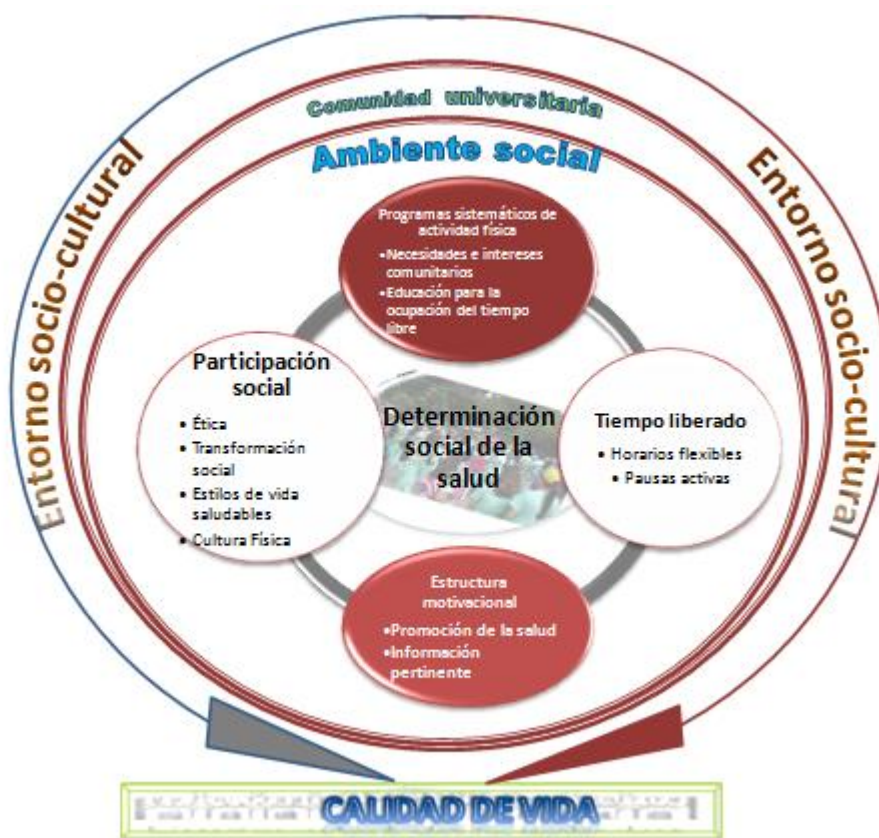 Comunidad universitaria
Ambiente social
Entorno socio-cultural
Entorno socio-cultural
Programas sistemáticos de
actividad física
•Necesidades e intereses
comunitarios
•Educación para la
ocupación del tiempo
libre
Participación
social
• Ética
• Transformación
social
• Estilos de vida
saludables
• Cultura Física
Determinación
social de la
salud
Tiempo liberado
• Horarios flexibles
• Pausas activas
Estructura
motivacional
•Promoción de la salud
•Información
pertinente
CALIDAD DE VIDA